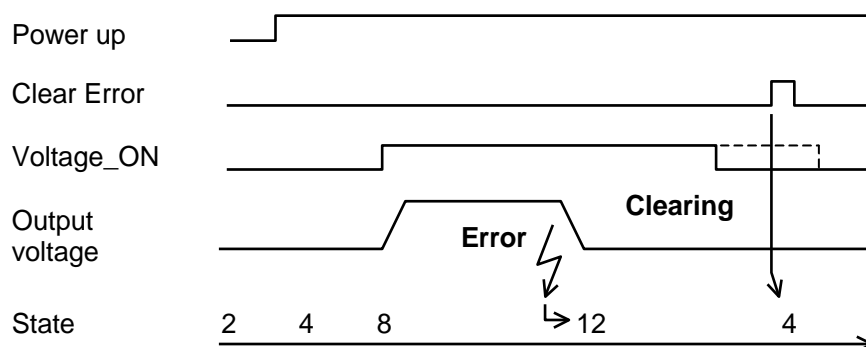 Power up
Clear Error
Voltage_ON
Clearing
Output
voltage
Error
State 2 4 8 12 4